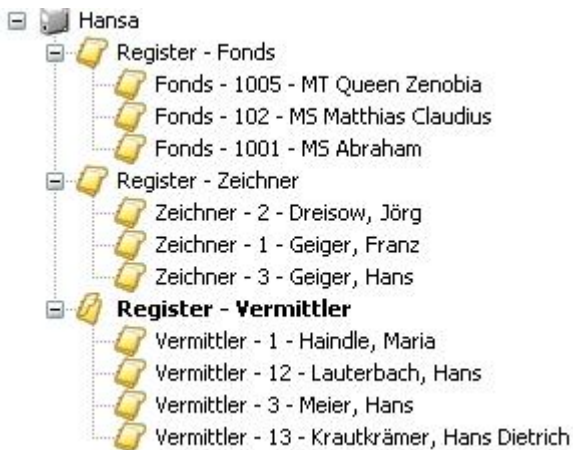 Hansa
Register - Fonds
Fonds - 1005 - MT Queen Zenobia
Fonds - 102 - MS Matthias Claudius
Fonds - 1001 - MS Abraham
Register - Zeichner
Zeichner - 2 - Dreisow, Jörg
Zeichner - 1 - Geiger, Franz
Zeichner - 3 - Geiger, Hans
Register - Vermittler
Vermittler - 1 - Haindle, Maria
Vermittler - 12 - Lauterbach, Hans
Vermittler - 3 - Meier, Hans
Vermittler - 13 - Krautkrämer, Hans Dietrich